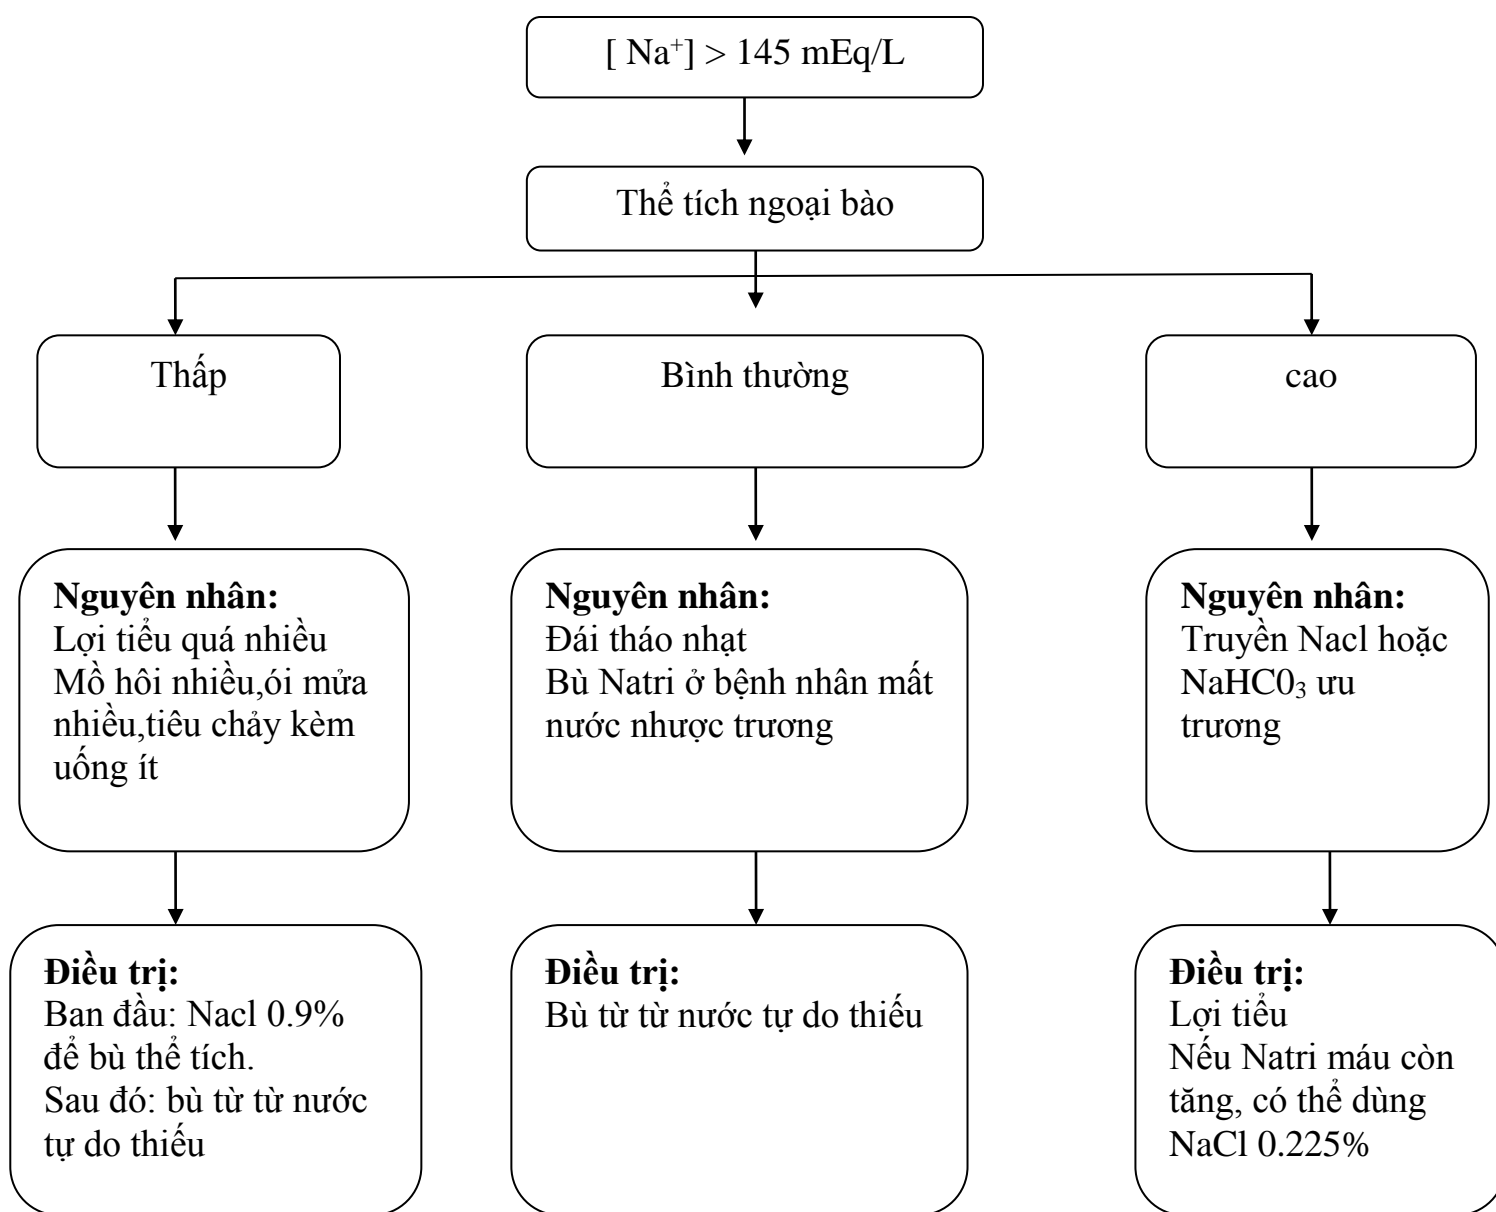 [ Na⁺] > 145 mEq/L
Thể tích ngoại bào
Thấp
Bình thường
cao
Nguyên nhân:
Lợi tiểu quá nhiều
Mồ hôi nhiều,ói mửa
nhiều,tiêu chảy kèm
uống ít
Nguyên nhân:
Đái tháo nhạt
Bù Natri ở bệnh nhân mất
nước nhược trương
Nguyên nhân:
Truyền Nacl hoặc
NaHC0₃ ưu
trương
Điều trị:
Ban đầu: Nacl 0.9%
để bù thể tích.
Sau đó: bù từ từ nước
tự do thiếu
Điều trị:
Bù từ từ nước tự do thiếu
Điều trị:
Lợi tiểu
Nếu Natri máu còn
tăng, có thể dùng
NaCl 0.225%